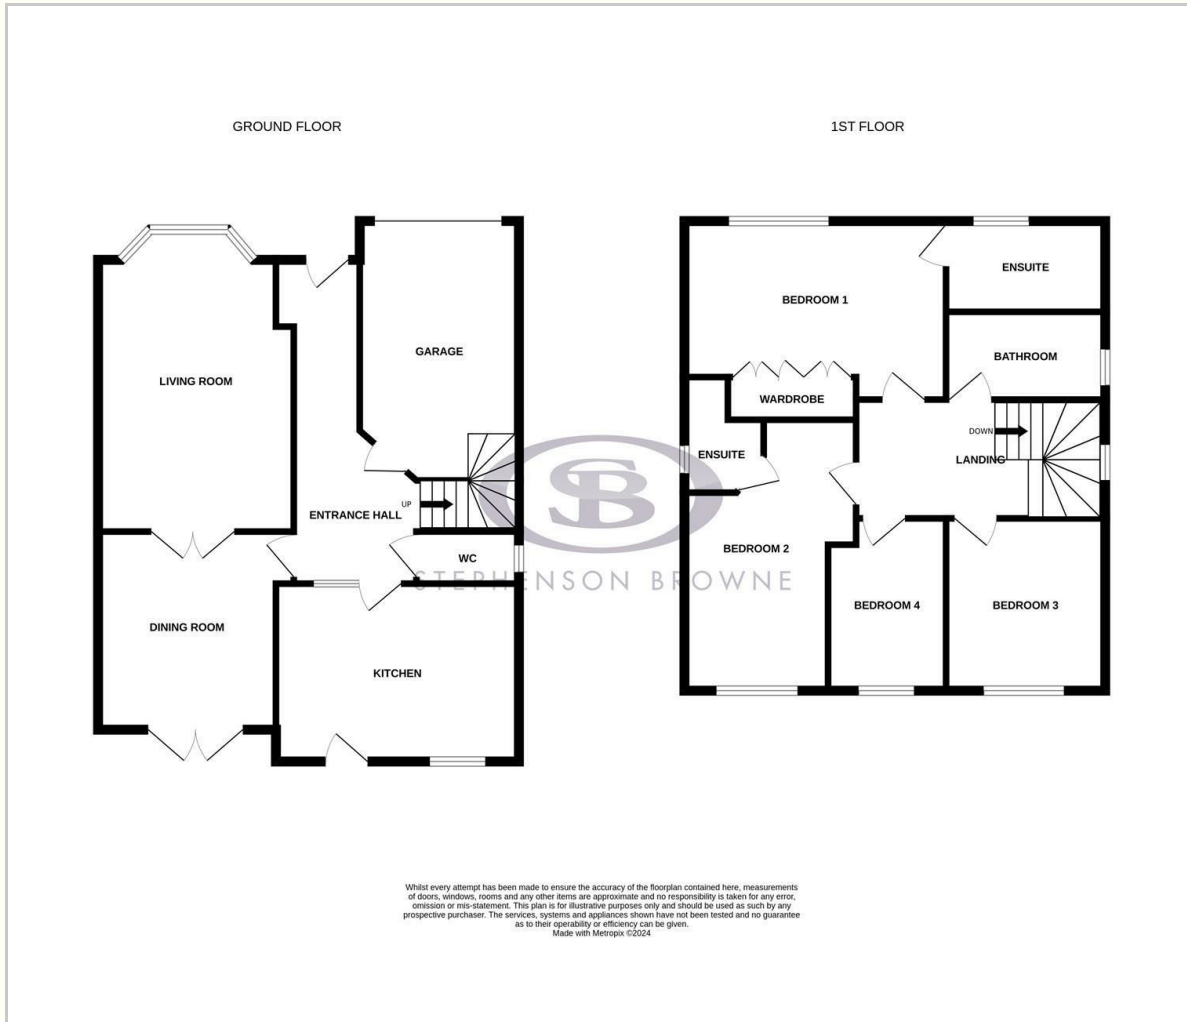 GROUND FLOOR
1ST FLOOR
LIVING ROOM
GARAGE
UP
ENTRANCE HALL
WC
DINING ROOM
KITCHEN
BEDROOM 1
ENSUITE
BATHROOM
WARDROBE
DOWN
LANDING
ENSUITE
BEDROOM 2
BEDROOM 4
BEDROOM 3
SB
STEPHENSON BROWNE
Whilst every attempt has been made to ensure the accuracy of the floorplan contained here, measurements
of doors, windows, rooms and any other items are approximate and no responsibility is taken for any error,
omission or mis-statement. This plan is for illustrative purposes only and should be used as such by any
prospective purchaser. The services, systems and appliances shown have not been tested and no guarantee
as to their operability or efficiency can be given.
Made with Metropix ©2024